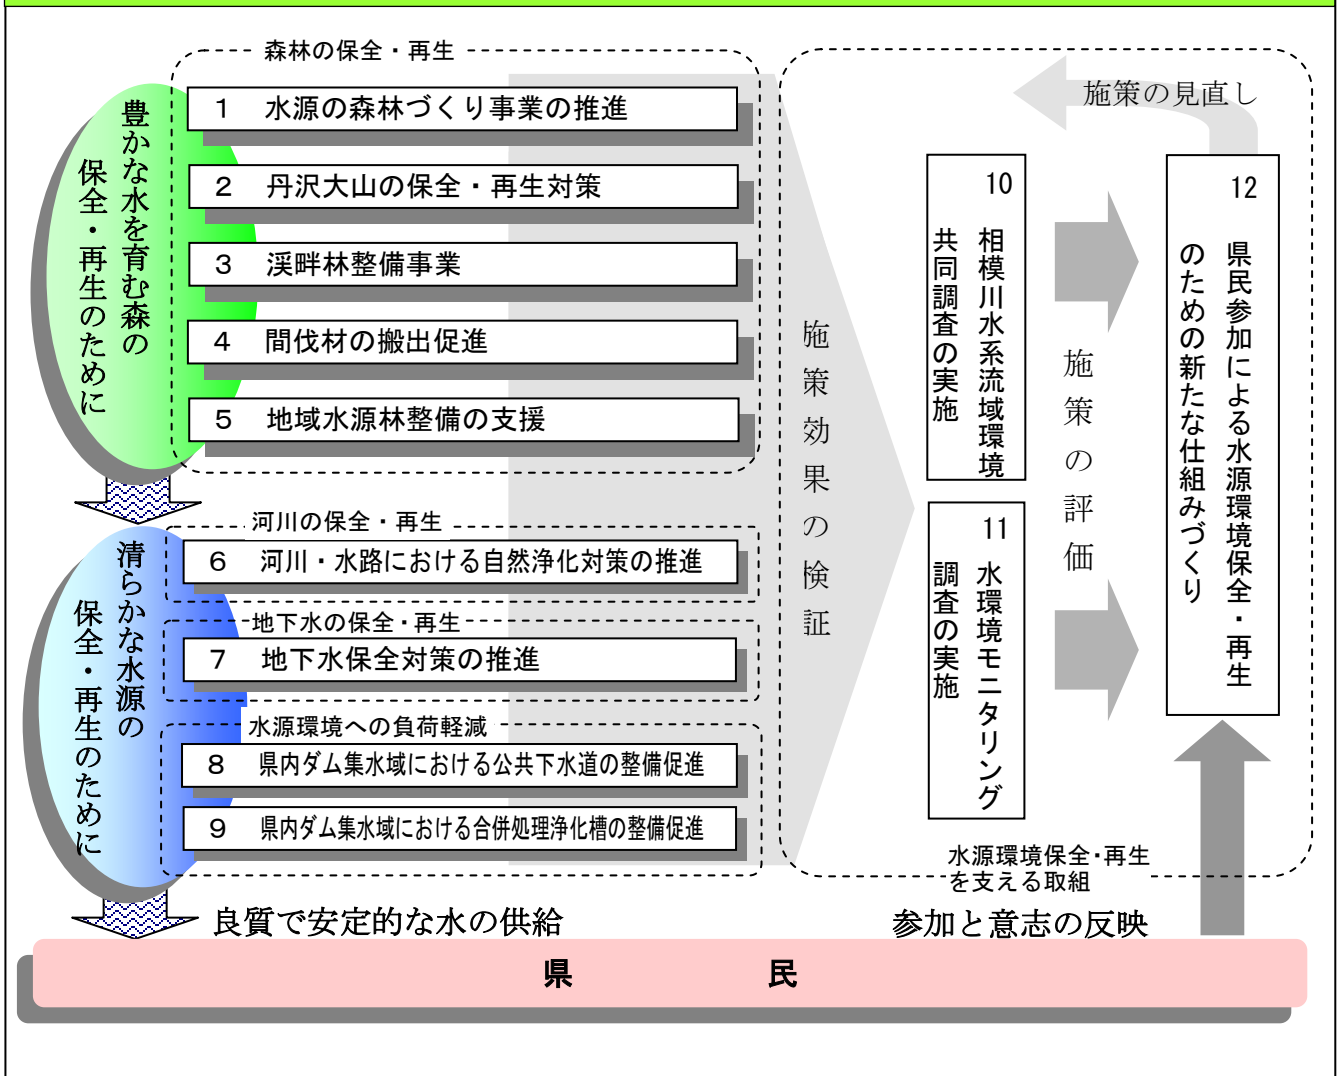 森林の保全・再生
豊かな水を育む森の
保全・再生のために
1 水源の森林づくり事業の推進
2 丹沢大山の保全・再生対策
3 渓畔林整備事業
4 間伐材の搬出促進
5 地域水源林整備の支援
清らかな水源の
保全・再生のために
河川の保全・再生
6 河川・水路における自然浄化対策の推進
地下水の保全・再生
7 地下水保全対策の推進
水源環境への負荷軽減
8 県内ダム集水域における公共下水道の整備促進
9 県内ダム集水域における合併処理浄化槽の整備促進
施策効果の検証
10 相模川水系流域環境
共同調査の実施
11 水環境モニタリング
調査の実施
施策の評価
施策の見直し
12 県民参加による水源環境保全・再生
のための新たな仕組みづくり
水源環境保全・再生
を支える取組
良質で安定的な水の供給
参加と意志の反映
県 民